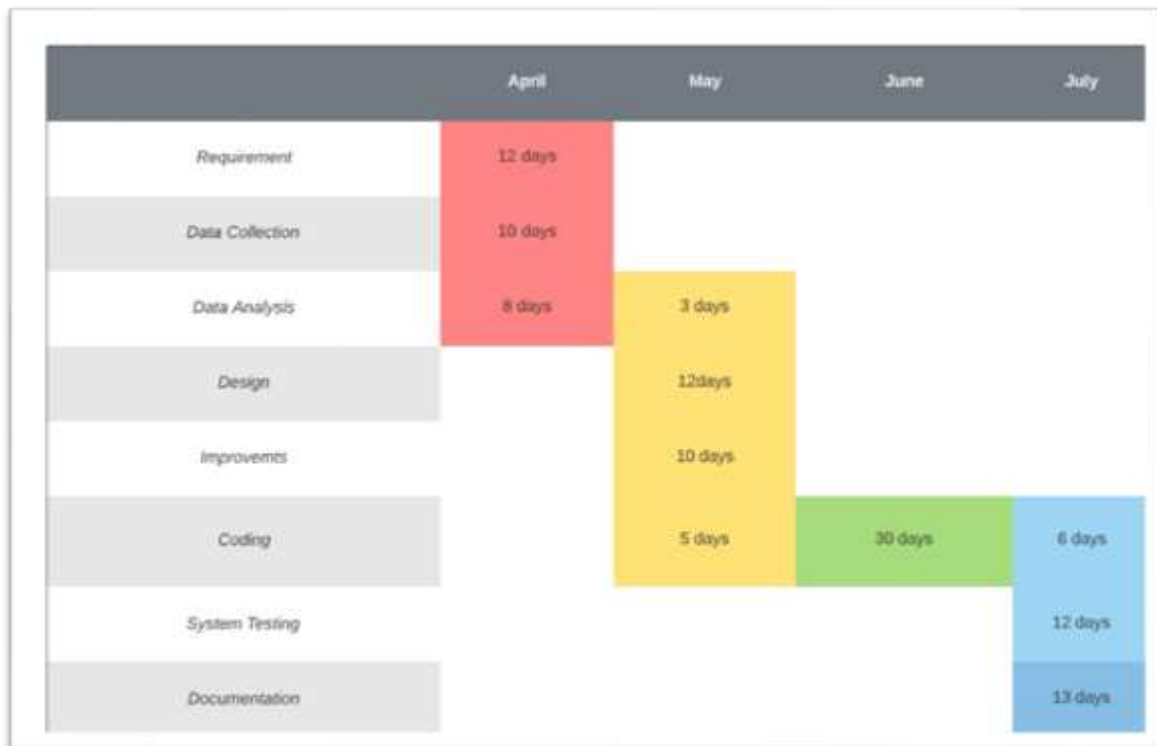 April May June July
Requirement 12 days
Data Collection 10 days
Data Analysis 8 days 3 days
Design 12days
Improvemts 10 days
Coding 5 days 30 days 6 days
System Testing 12 days
Documentation 13 days